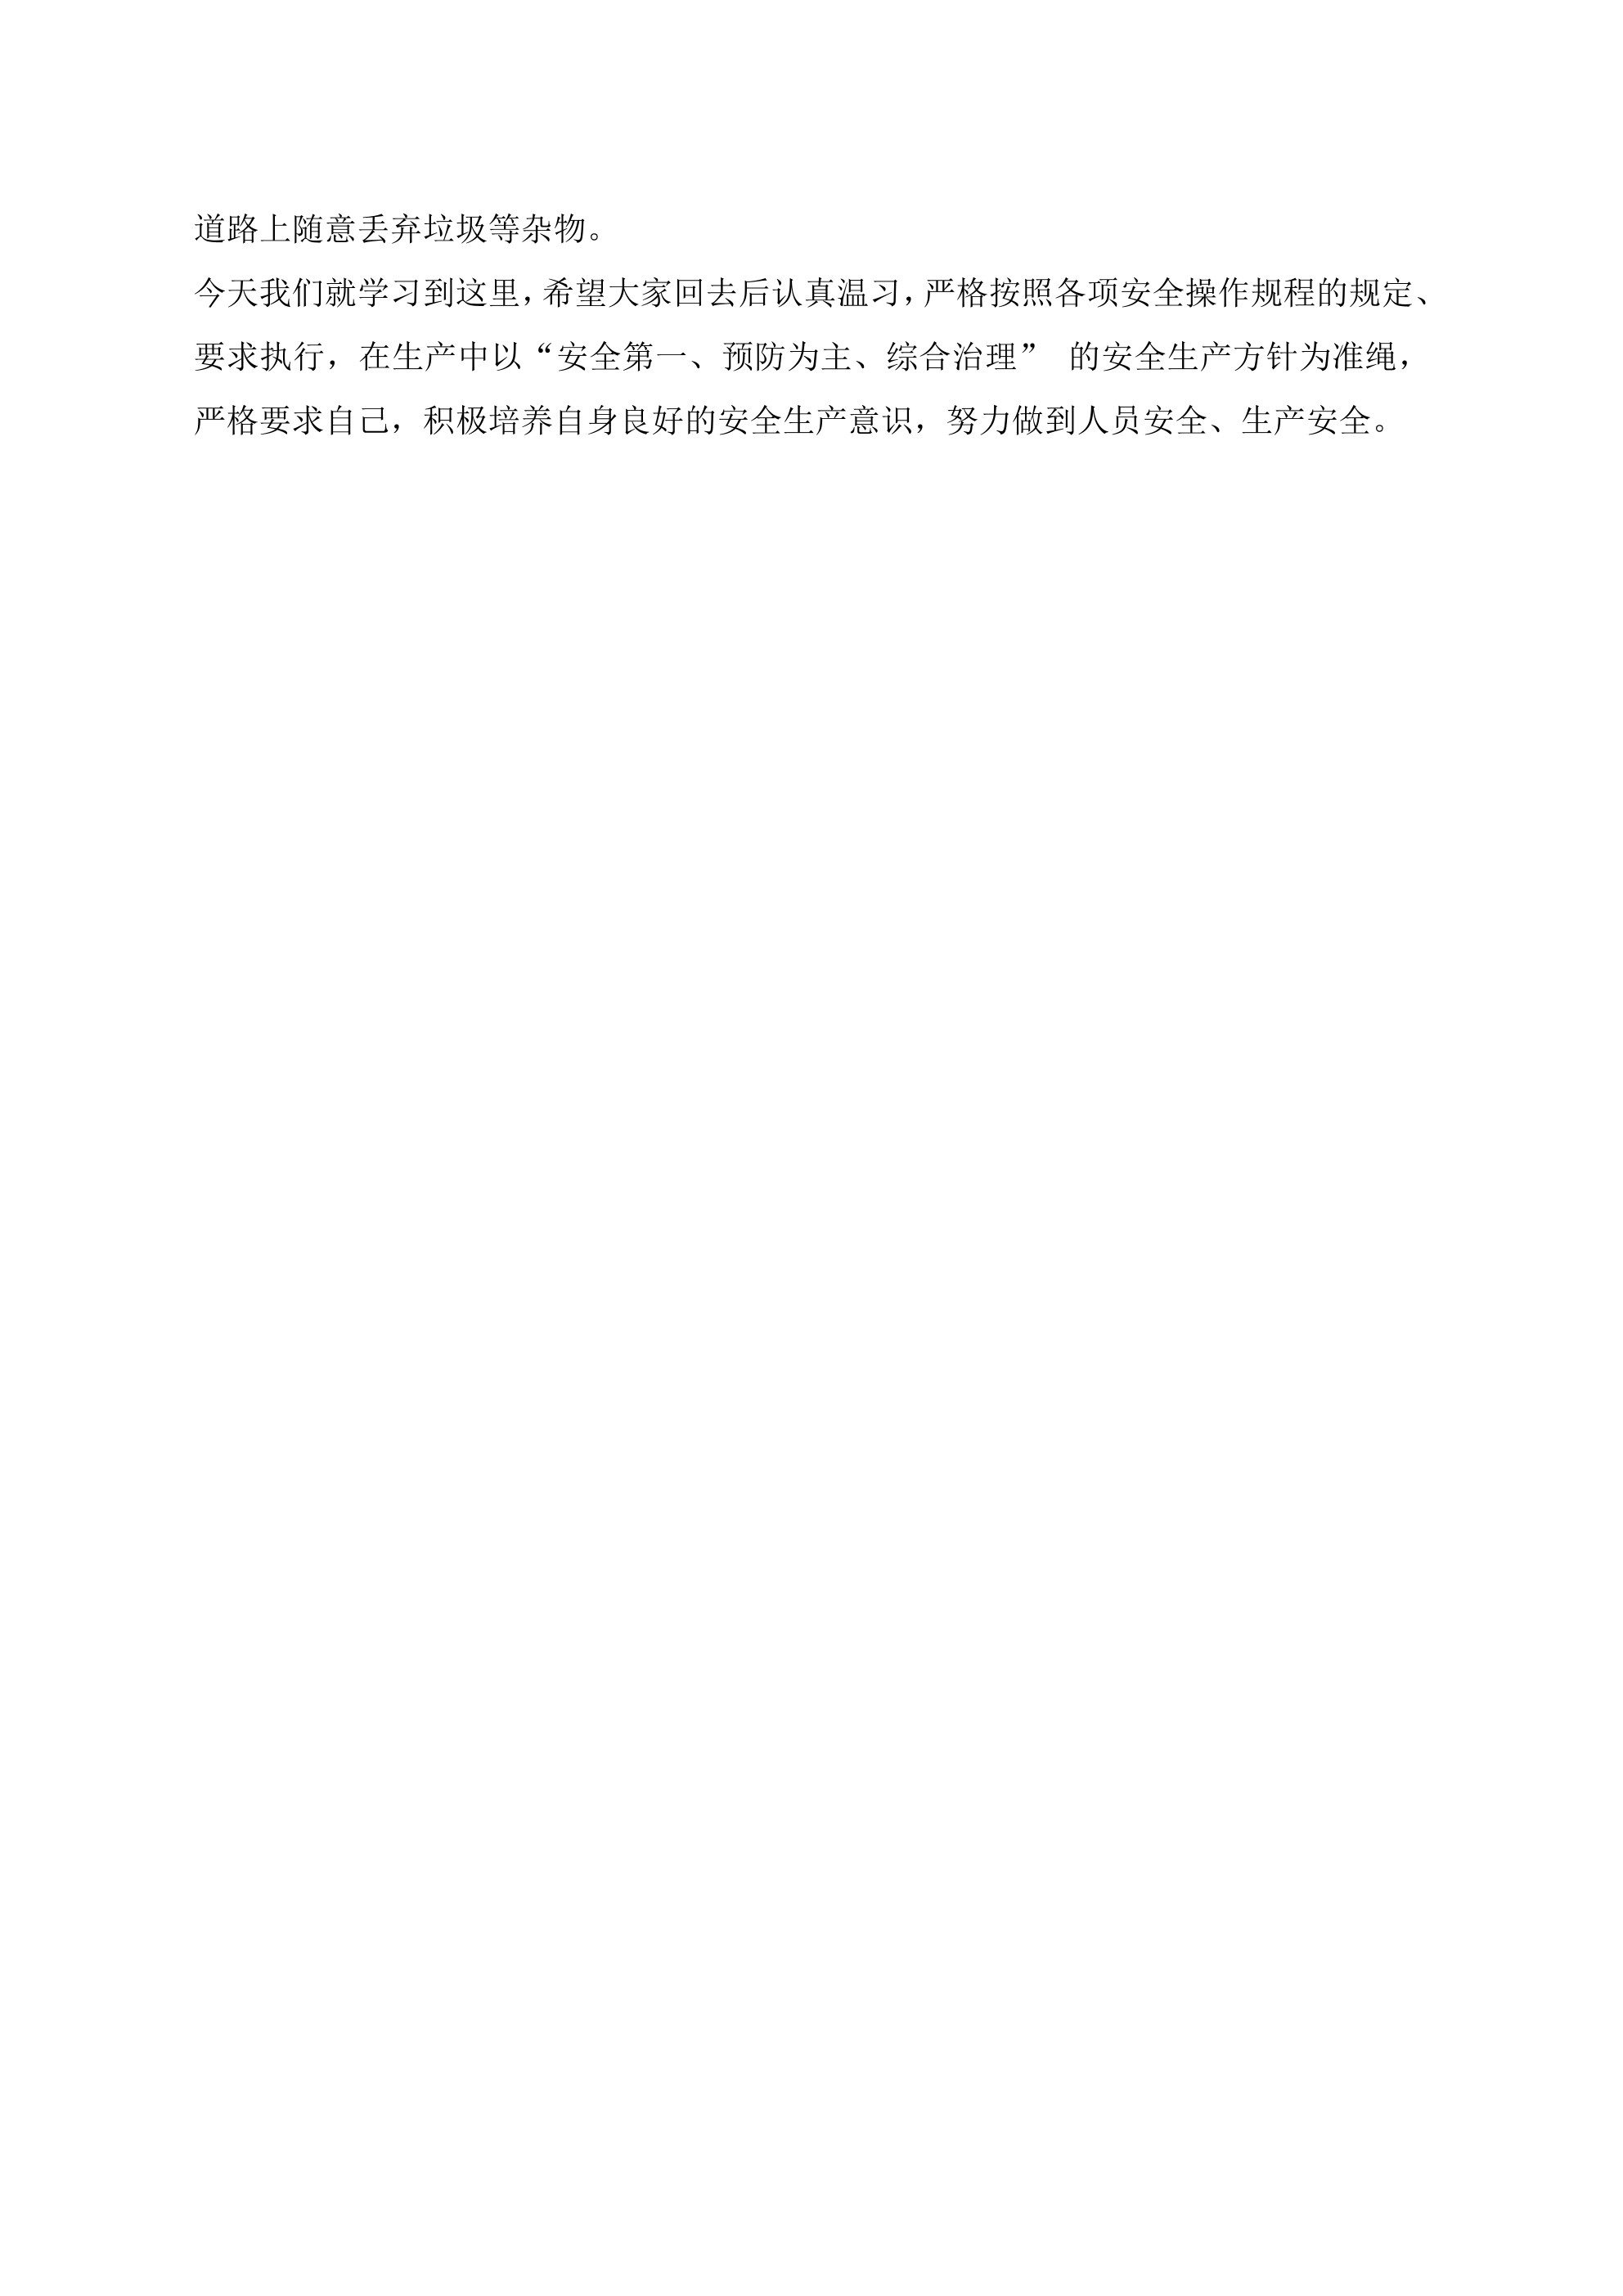 道路上随意丢弃垃圾等杂物。
今天我们就学习到这里，希望大家回去后认真温习，严格按照各项安全操作规程的规定、
要求执行，在生产中以“安全第一、预防为主、综合治理” 的安全生产方针为准绳，
严格要求自己，积极培养自身良好的安全生产意识，努力做到人员安全、生产安全。